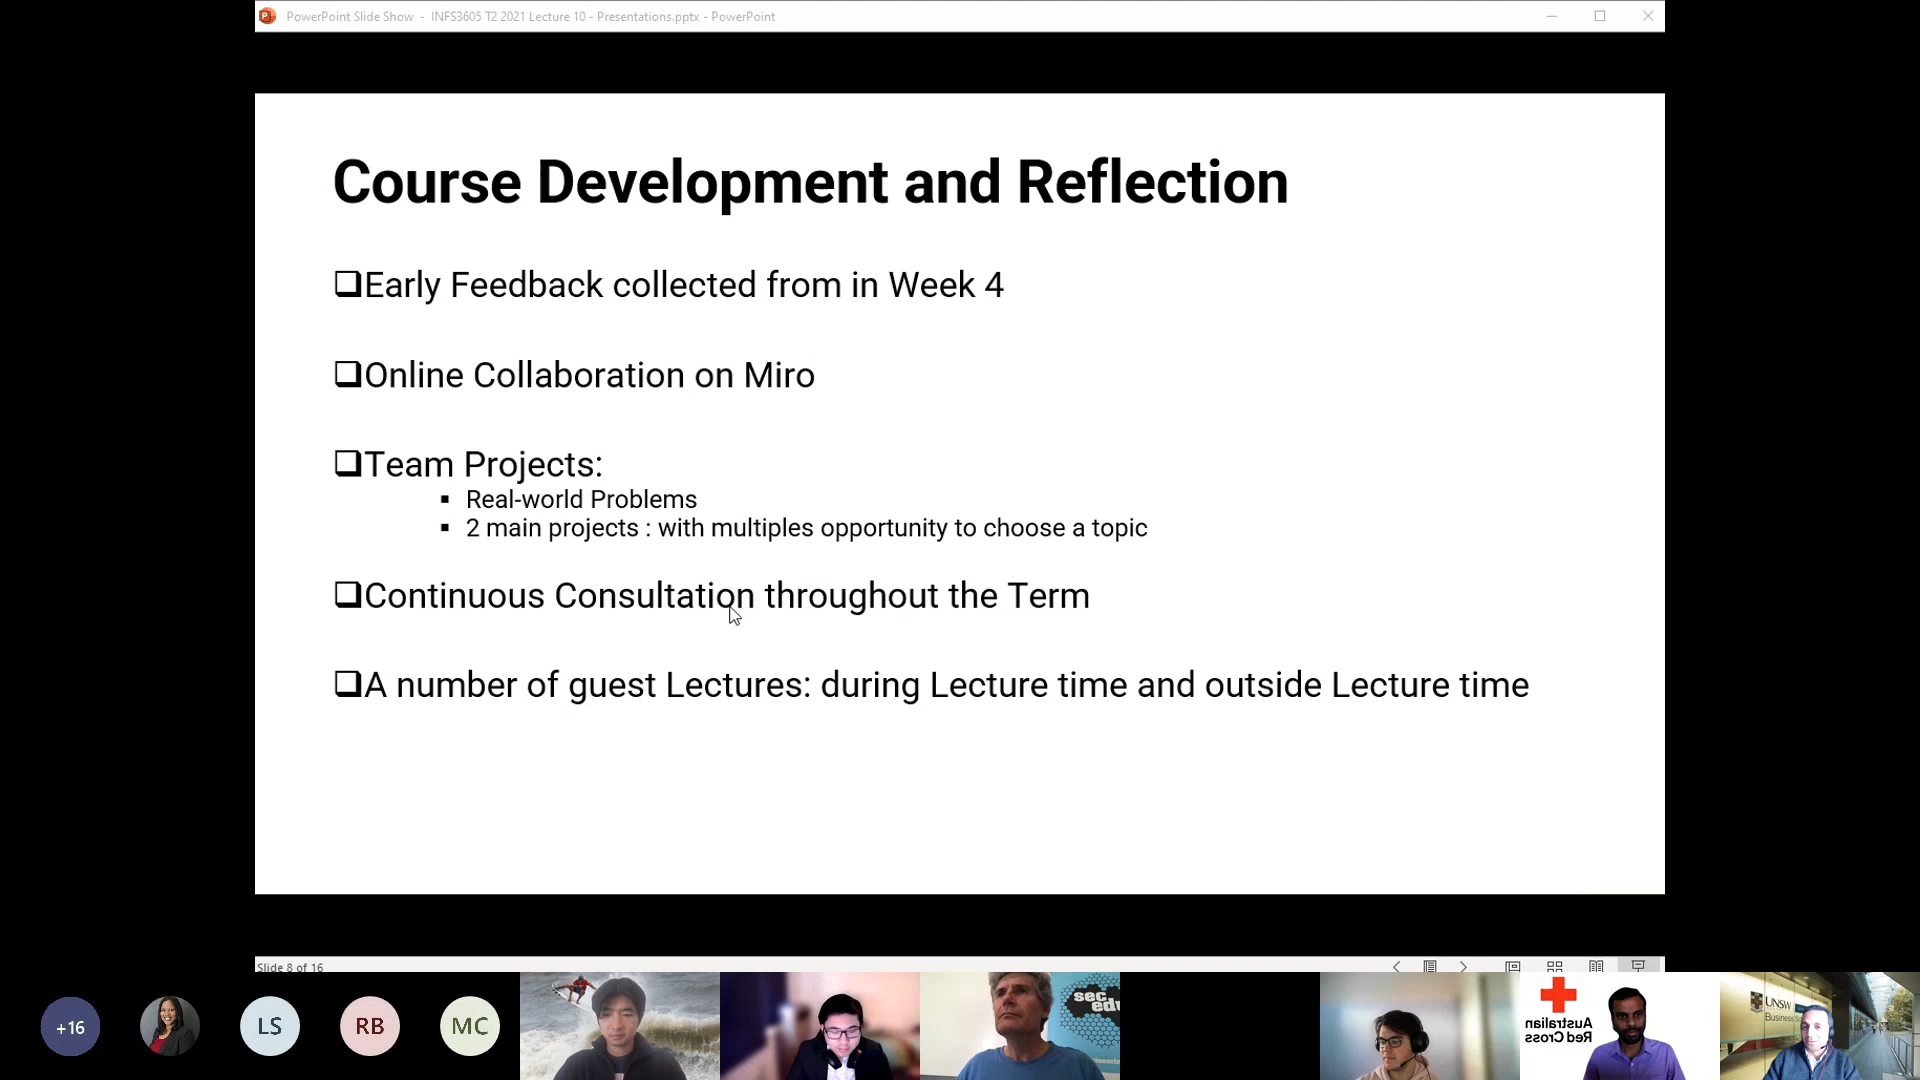 PowerPoint Slide Show - INFS3605 T2 2021 Lecture 10 - Presentations.pptx - PowerPoint
Course Development and Reflection
Early Feedback collected from in Week 4
Online Collaboration on Miro
Team Projects:
Real-world Problems
2 main projects : with multiples opportunity to choose a topic
Continuous Consultation throughout the Term
A number of guest Lectures: during Lecture time and outside Lecture time
Slide 8 of 16
+16
LS
RB
MC
sec
edu
Australian
Red Cross
UNSW